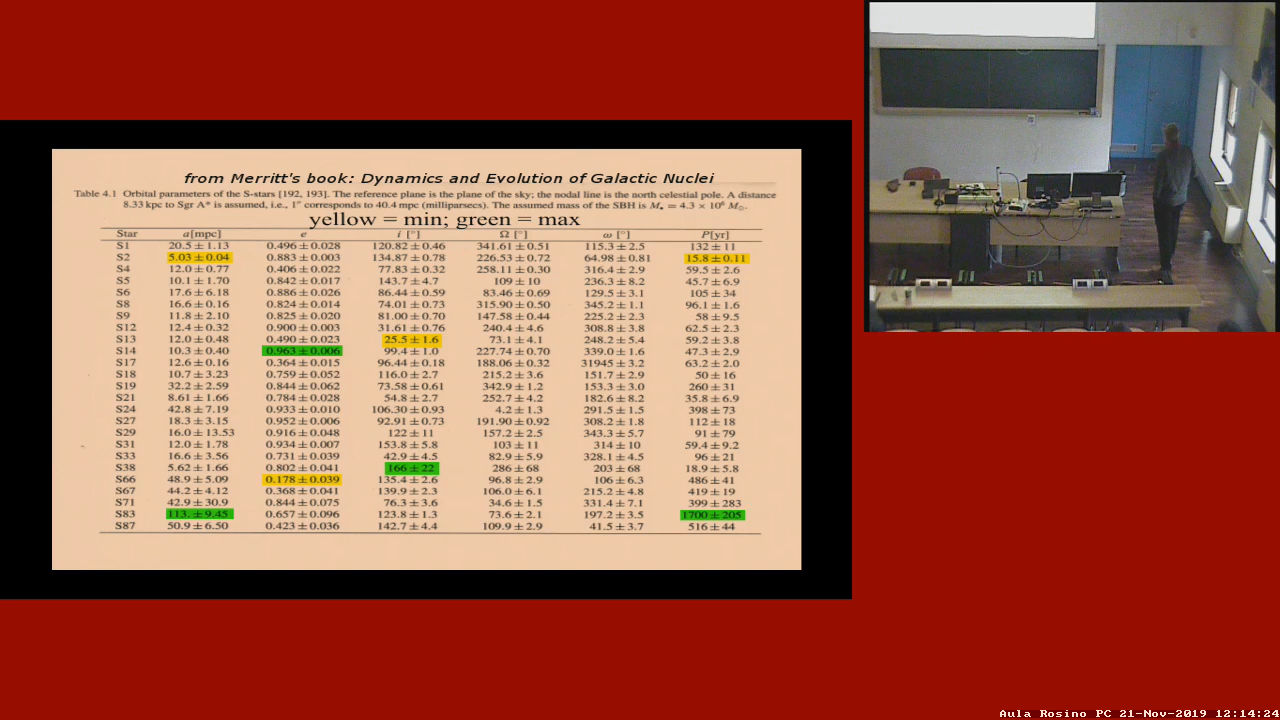 from Merritt's book: Dynamics and Evolution of Galactic Nuclei
Table 4.1 Orbital parameters of the S-stars [192, 193]. The reference plane is the plane of the sky; the nodal line is the north celestial pole. A distance
8.33 kpc to Sgr A* is assumed, i.e., 1″ corresponds to 40.4 mpc (milliparsecs). The assumed mass of the SBH is M• = 4.3 × 10⁶ M⊙.
yellow = min; green = max
Star a[mpc] e i [°] Ω [°] ω [°] P[yr]
S1 20.5 ± 1.13 0.496 ± 0.028 120.82 ± 0.46 341.61 ± 0.51 115.3 ± 2.5 132 ± 11
S2 5.03 ± 0.04 0.883 ± 0.003 134.87 ± 0.78 226.53 ± 0.72 64.98 ± 0.81 15.8 ± 0.11
S4 12.0 ± 0.77 0.406 ± 0.022 77.83 ± 0.32 258.11 ± 0.30 316.4 ± 2.9 59.5 ± 2.6
S5 10.1 ± 1.70 0.842 ± 0.017 143.7 ± 4.7 109 ± 10 236.3 ± 8.2 45.7 ± 6.9
S6 17.6 ± 6.18 0.886 ± 0.026 86.44 ± 0.59 83.46 ± 0.69 129.5 ± 3.1 105 ± 34
S8 16.6 ± 0.16 0.824 ± 0.014 74.01 ± 0.73 315.90 ± 0.50 345.2 ± 1.1 96.1 ± 1.6
S9 11.8 ± 2.10 0.825 ± 0.020 81.00 ± 0.70 147.58 ± 0.44 225.2 ± 2.3 58 ± 9.5
S12 12.4 ± 0.32 0.900 ± 0.003 31.61 ± 0.76 240.4 ± 4.6 308.8 ± 3.8 62.5 ± 2.3
S13 12.0 ± 0.48 0.490 ± 0.023 25.5 ± 1.6 73.1 ± 4.1 248.2 ± 5.4 59.2 ± 3.8
S14 10.3 ± 0.40 0.963 ± 0.006 99.4 ± 1.0 227.74 ± 0.70 339.0 ± 1.6 47.3 ± 2.9
S17 12.6 ± 0.16 0.364 ± 0.015 96.44 ± 0.18 188.06 ± 0.32 31945 ± 3.2 63.2 ± 2.0
S18 10.7 ± 3.23 0.759 ± 0.052 116.0 ± 2.7 215.2 ± 3.6 151.7 ± 2.9 50 ± 16
S19 32.2 ± 2.59 0.844 ± 0.062 73.58 ± 0.61 342.9 ± 1.2 153.3 ± 3.0 260 ± 31
S21 8.61 ± 1.66 0.784 ± 0.028 54.8 ± 2.7 252.7 ± 4.2 182.6 ± 8.2 35.8 ± 6.9
S24 42.8 ± 7.19 0.933 ± 0.010 106.30 ± 0.93 4.2 ± 1.3 291.5 ± 1.5 398 ± 73
S27 18.3 ± 3.15 0.952 ± 0.006 92.91 ± 0.73 191.90 ± 0.92 308.2 ± 1.8 112 ± 18
S29 16.0 ± 13.53 0.916 ± 0.048 122 ± 11 157.2 ± 2.5 343.3 ± 5.7 91 ± 79
S31 12.0 ± 1.78 0.934 ± 0.007 153.8 ± 5.8 103 ± 11 314 ± 10 59.4 ± 9.2
S33 16.6 ± 3.56 0.731 ± 0.039 42.9 ± 4.5 82.9 ± 5.9 328.1 ± 4.5 96 ± 21
S38 5.62 ± 1.66 0.802 ± 0.041 166 ± 22 286 ± 68 203 ± 68 18.9 ± 5.8
S66 48.9 ± 5.09 0.178 ± 0.039 135.4 ± 2.6 96.8 ± 2.9 106 ± 6.3 486 ± 41
S67 44.2 ± 4.12 0.368 ± 0.041 139.9 ± 2.3 106.0 ± 6.1 215.2 ± 4.8 419 ± 19
S71 42.9 ± 30.9 0.844 ± 0.075 76.3 ± 3.6 34.6 ± 1.5 331.4 ± 7.1 399 ± 283
S83 113. ± 9.45 0.657 ± 0.096 123.8 ± 1.3 73.6 ± 2.1 197.2 ± 3.5 1700 ± 205
S87 50.9 ± 6.50 0.423 ± 0.036 142.7 ± 4.4 109.9 ± 2.9 41.5 ± 3.7 516 ± 44
Aula Rosino PC 21-Nov-2019 12:14:24